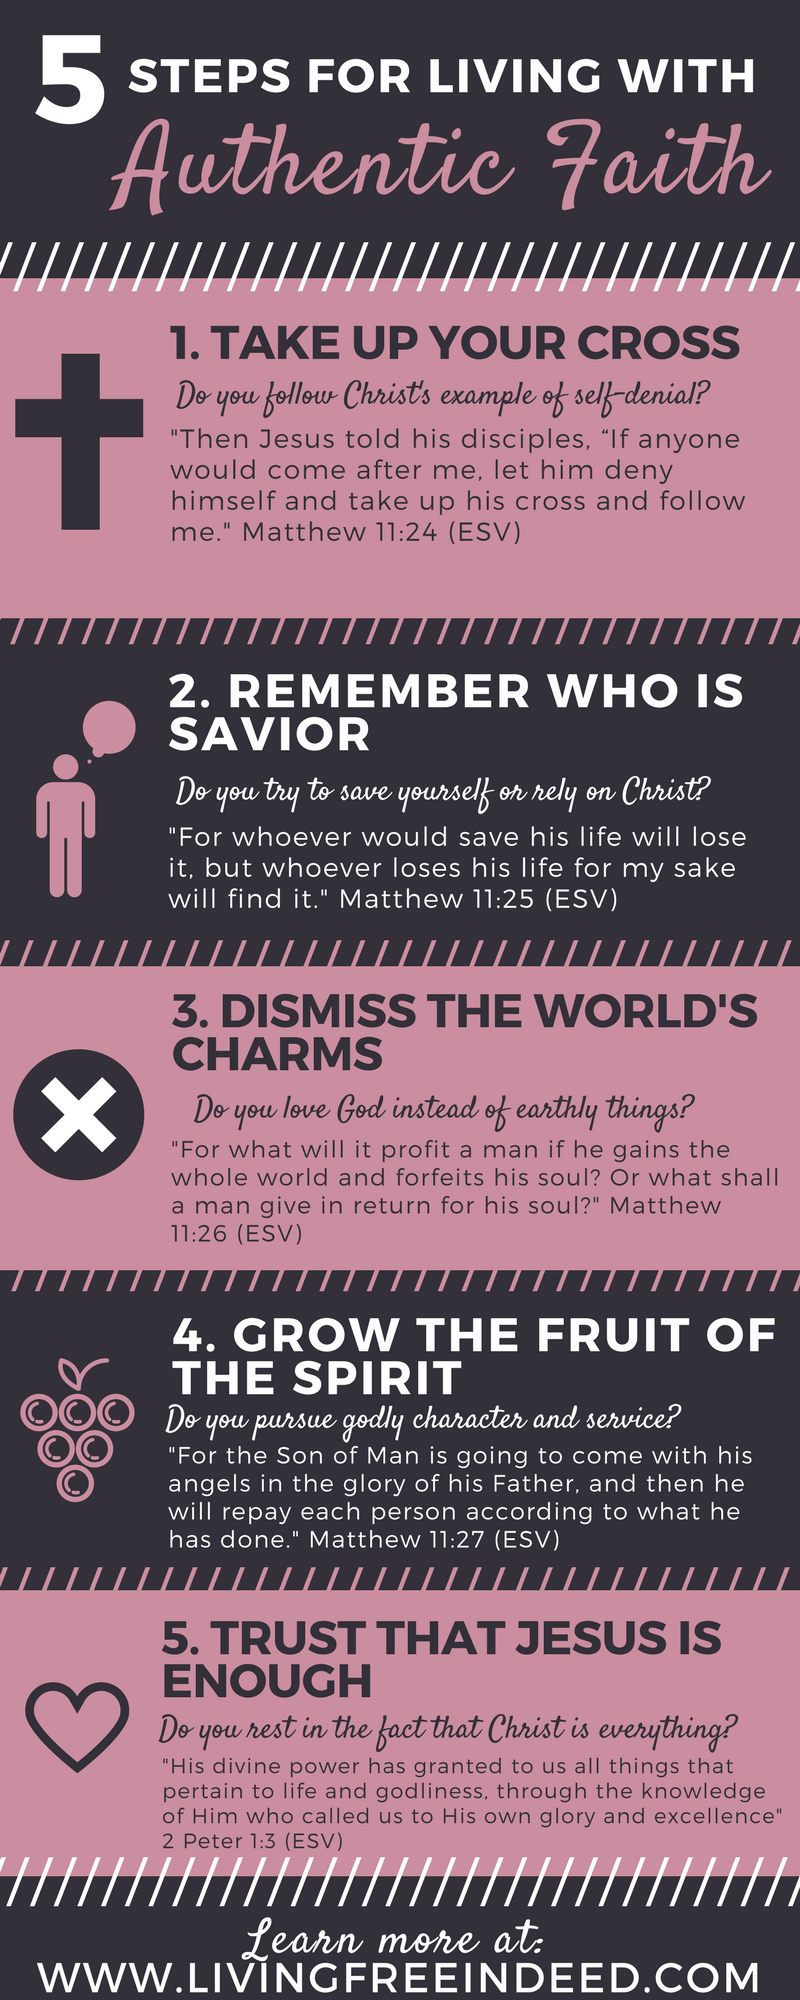 5 STEPS FOR LIVING WITH
Authentic Faith
1. TAKE UP YOUR CROSS
Do you follow Christ's example of self-denial?
"Then Jesus told his disciples, “If anyone
would come after me, let him deny
himself and take up his cross and follow
me." Matthew 11:24 (ESV)
2. REMEMBER WHO IS
SAVIOR
Do you try to save yourself or rely on Christ?
"For whoever would save his life will lose
it, but whoever loses his life for my sake
will find it." Matthew 11:25 (ESV)
3. DISMISS THE WORLD'S
CHARMS
Do you love God instead of earthly things?
"For what will it profit a man if he gains the
whole world and forfeits his soul? Or what shall
a man give in return for his soul?" Matthew
11:26 (ESV)
4. GROW THE FRUIT OF
THE SPIRIT
Do you pursue godly character and service?
"For the Son of Man is going to come with his
angels in the glory of his Father, and then he
will repay each person according to what he
has done." Matthew 11:27 (ESV)
5. TRUST THAT JESUS IS
ENOUGH
Do you rest in the fact that Christ is everything?
"His divine power has granted to us all things that
pertain to life and godliness, through the knowledge
of Him who called us to His own glory and excellence"
2 Peter 1:3 (ESV)
Learn more at:
WWW.LIVINGFREEINDEED.COM